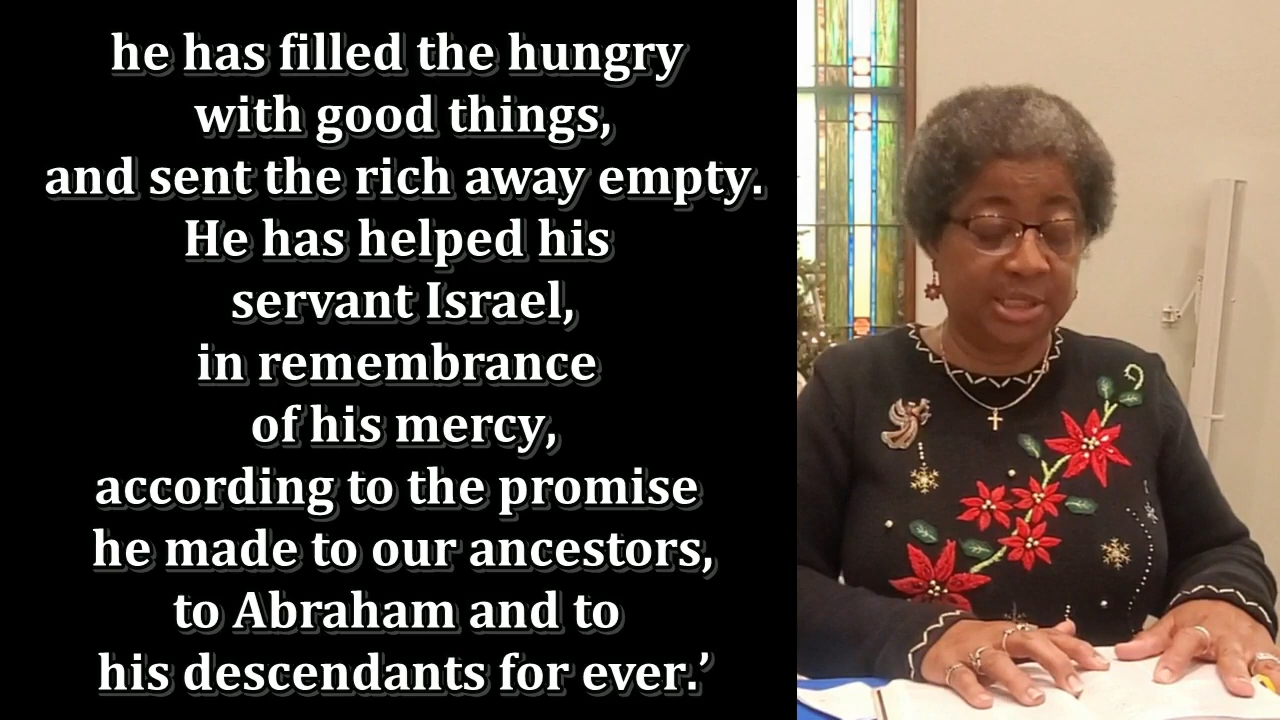 he has filled the hungry
with good things,
and sent the rich away empty.
He has helped his
servant Israel,
in remembrance
of his mercy,
according to the promise
he made to our ancestors,
to Abraham and to
his descendants for ever.’